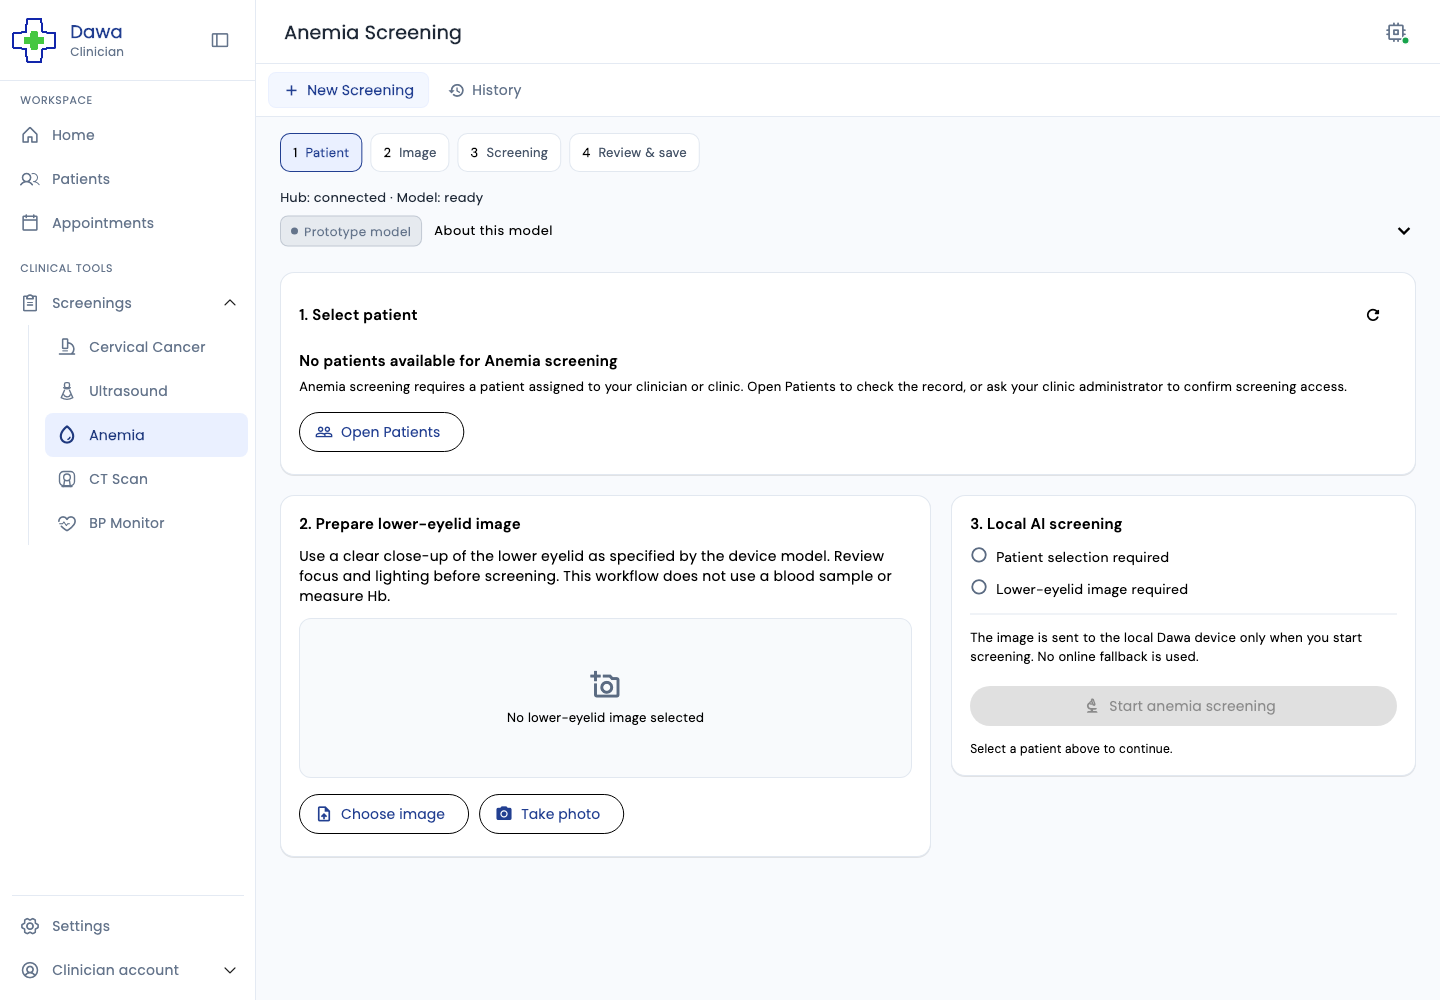 Dawa
Clinician
WORKSPACE
Home
Patients
Appointments
CLINICAL TOOLS
Screenings
Cervical Cancer
Ultrasound
Anemia
CT Scan
BP Monitor
Settings
Clinician account
Anemia Screening
New Screening
History
1 Patient
2 Image
3 Screening
4 Review & save
Hub: connected · Model: ready
Prototype model
About this model
1. Select patient
No patients available for Anemia screening
Anemia screening requires a patient assigned to your clinician or clinic. Open Patients to check the record, or ask your clinic administrator to confirm screening access.
Open Patients
2. Prepare lower-eyelid image
Use a clear close-up of the lower eyelid as specified by the device model. Review
focus and lighting before screening. This workflow does not use a blood sample or
measure Hb.
No lower-eyelid image selected
Choose image
Take photo
3. Local AI screening
Patient selection required
Lower-eyelid image required
The image is sent to the local Dawa device only when you start
screening. No online fallback is used.
Start anemia screening
Select a patient above to continue.